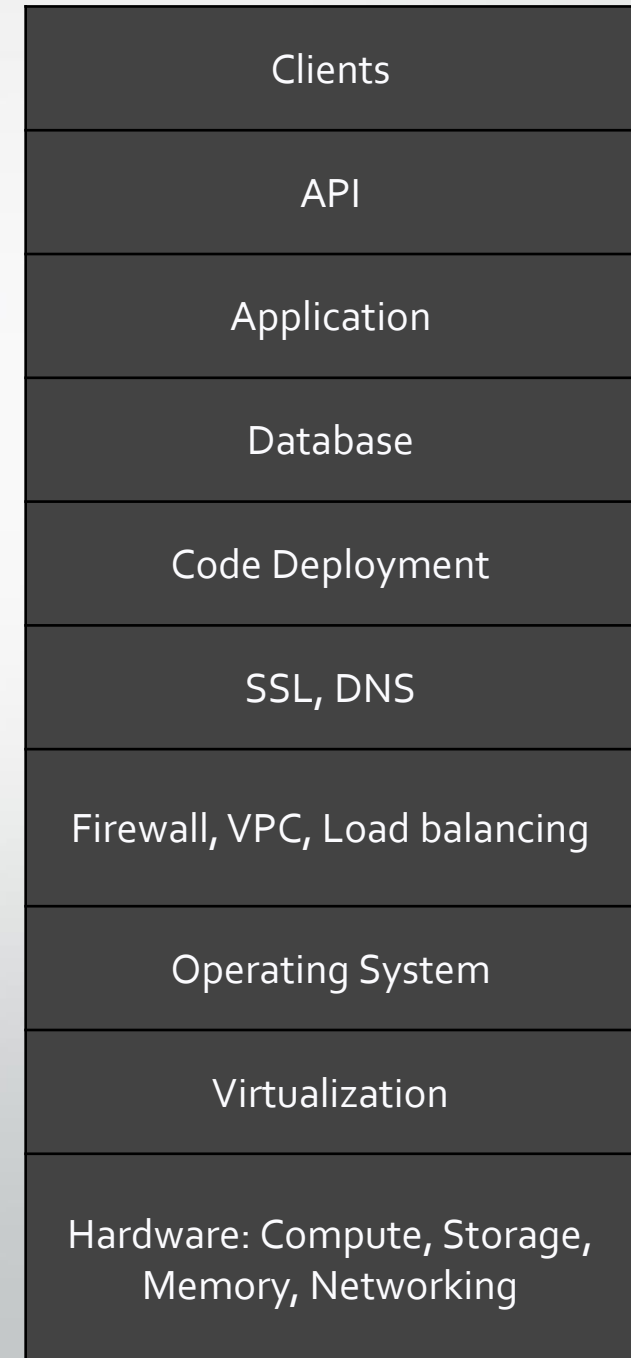 Clients
API
Application
Database
Code Deployment
SSL, DNS
Firewall, VPC, Load balancing
Operating System
Virtualization
Hardware: Compute, Storage,
Memory, Networking